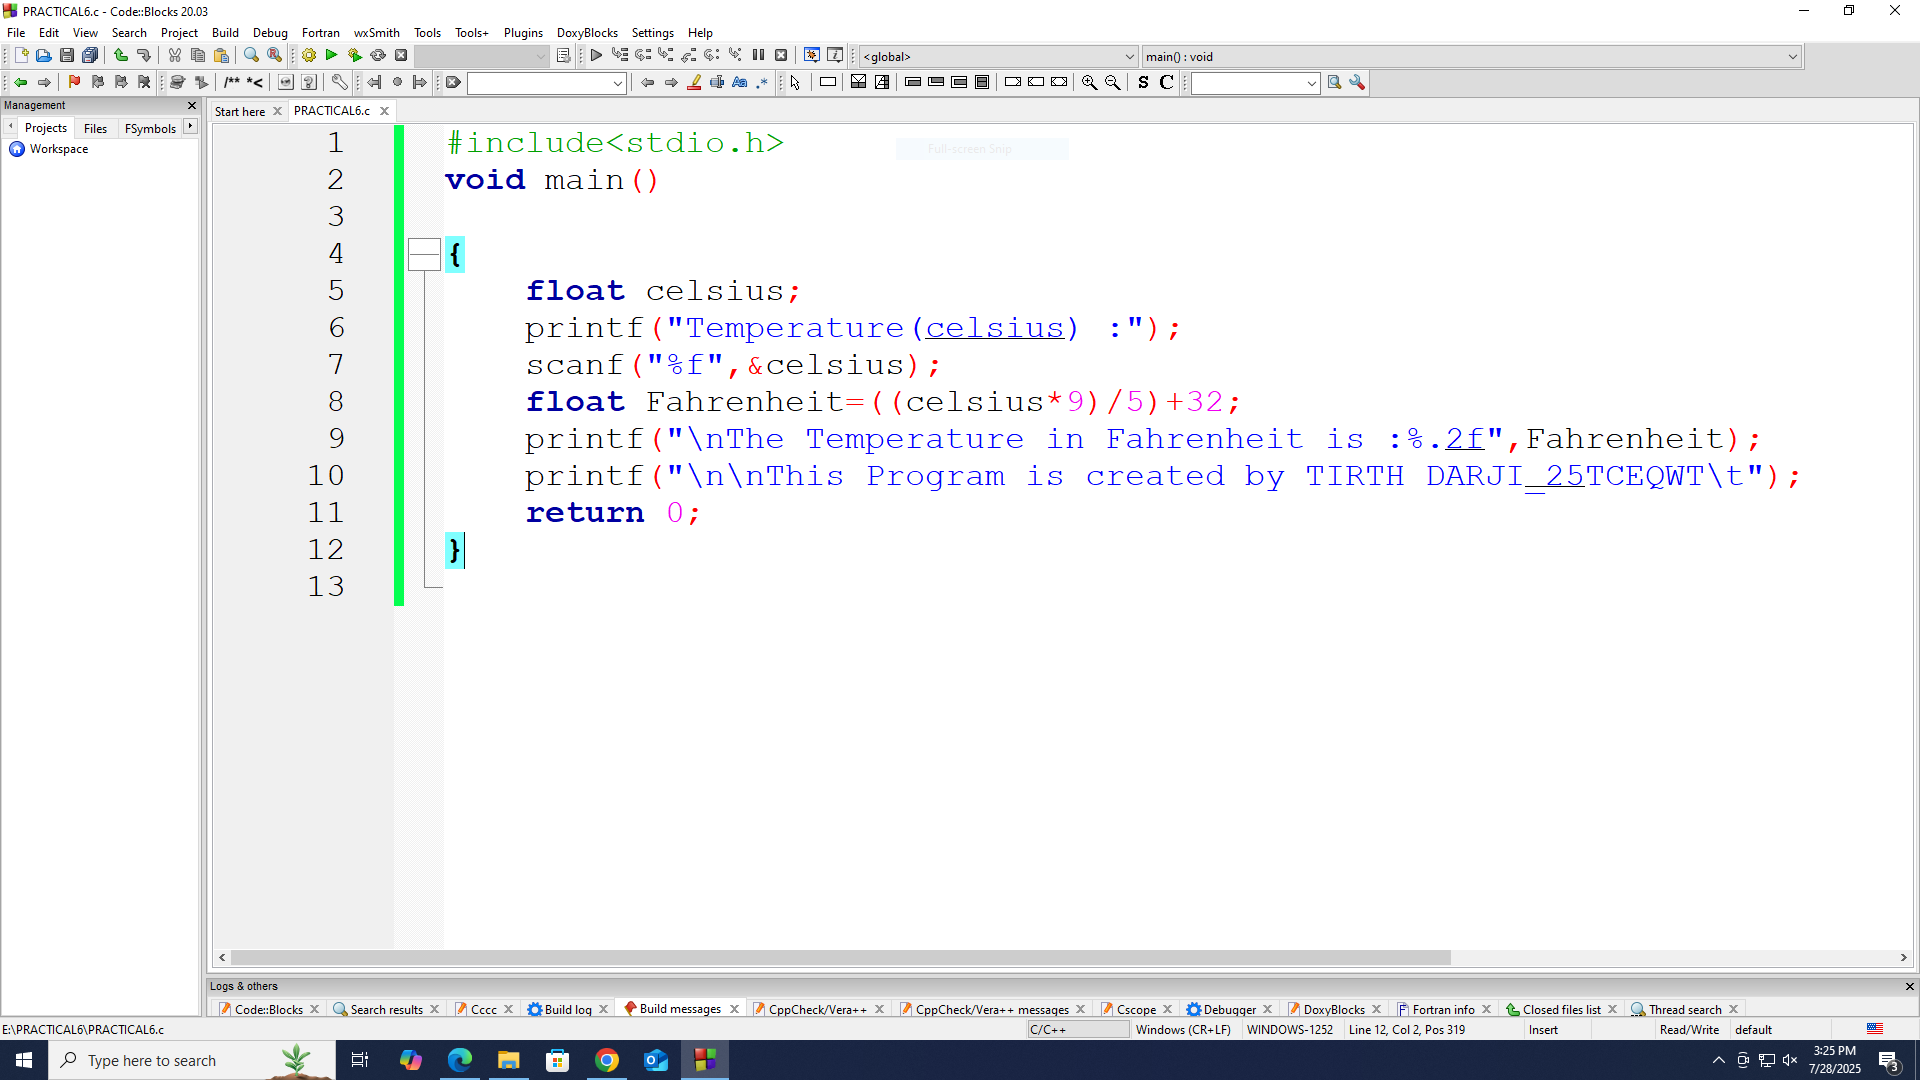 PRACTICAL6.c - Code::Blocks 20.03
File Edit View Search Project Build Debug Fortran wxSmith Tools Tools+ Plugins DoxyBlocks Settings Help
<global> main() : void
/** *< Aa .* S C
Management
Projects Files FSymbols
Workspace
Start here PRACTICAL6.c
Full-screen Snip
1 #include<stdio.h>
2 void main()
3
4 {
5 float celsius;
6 printf("Temperature(celsius) :");
7 scanf("%f",&celsius);
8 float Fahrenheit=((celsius*9)/5)+32;
9 printf("\nThe Temperature in Fahrenheit is :%.2f",Fahrenheit);
10 printf("\n\nThis Program is created by TIRTH DARJI_25TCEQWT\t");
11 return 0;
12 }
13
Logs & others
Code::Blocks Search results Cccc Build log Build messages CppCheck/Vera++ CppCheck/Vera++ messages Cscope Debugger DoxyBlocks Fortran info Closed files list Thread search
E:\PRACTICAL6\PRACTICAL6.c C/C++ Windows (CR+LF) WINDOWS-1252 Line 12, Col 2, Pos 319 Insert Read/Write default
Type here to search
3:25 PM
7/28/2025
3